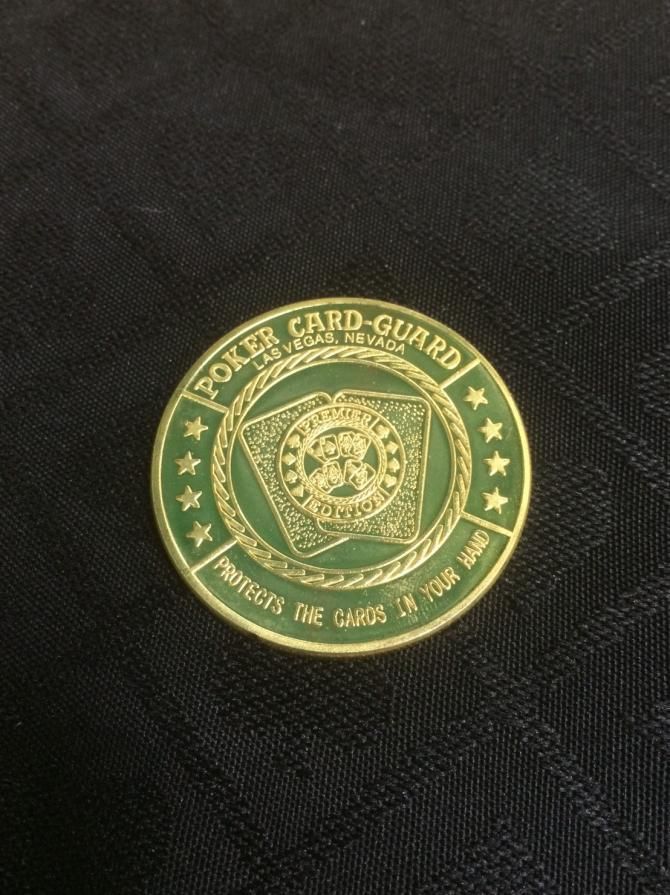 POKER CARD-GUARD
LAS VEGAS, NEVADA
PREMIER
EDITION
PROTECTS THE CARDS IN YOUR HAND